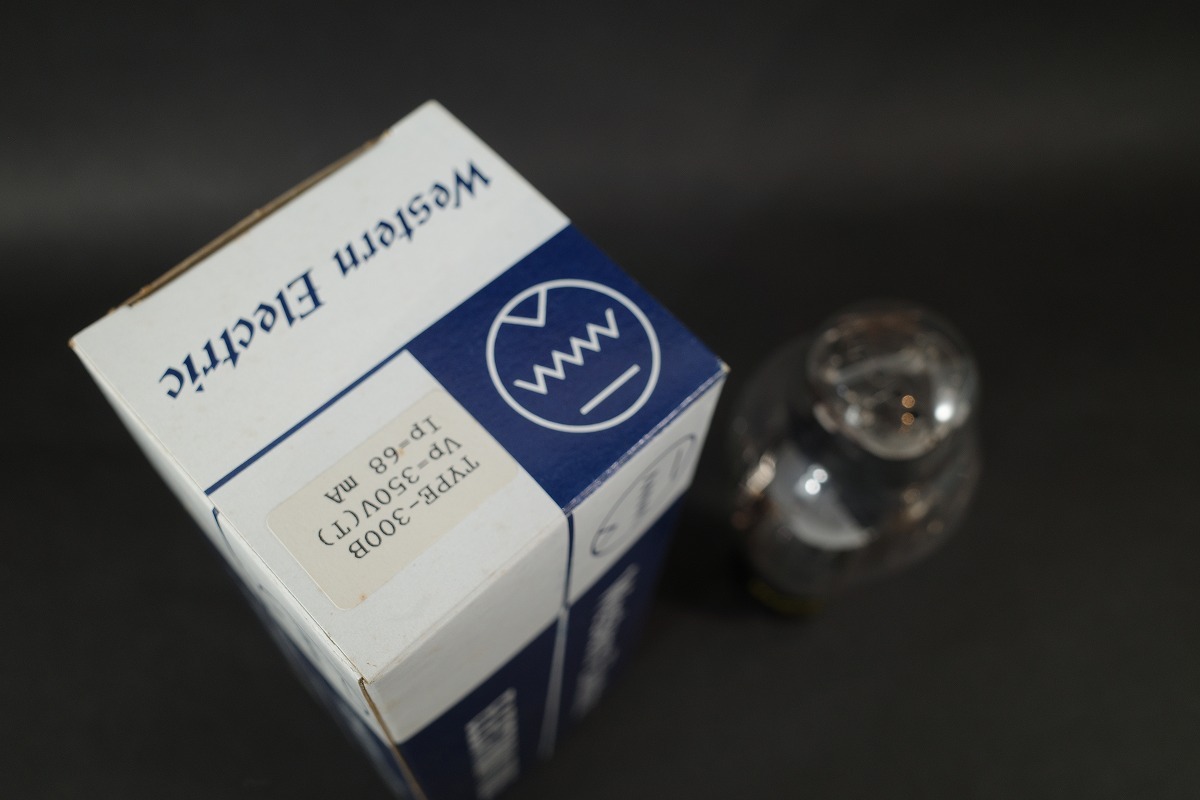 Western Electric
TYPE-300B
Vp=350V(T)
Ip=68 mA